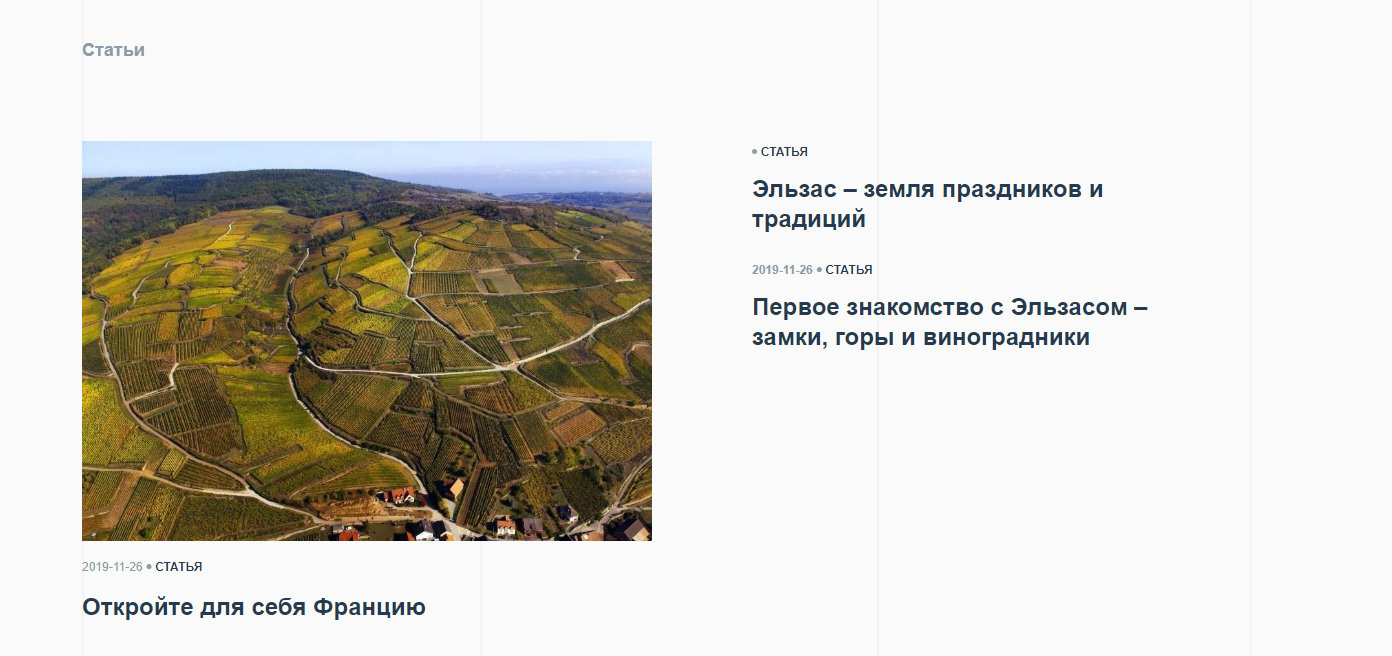 Статьи
2019-11-26 • СТАТЬЯ
Откройте для себя Францию
• СТАТЬЯ
Эльзас – земля праздников и
традиций
2019-11-26 • СТАТЬЯ
Первое знакомство с Эльзасом –
замки, горы и виноградники